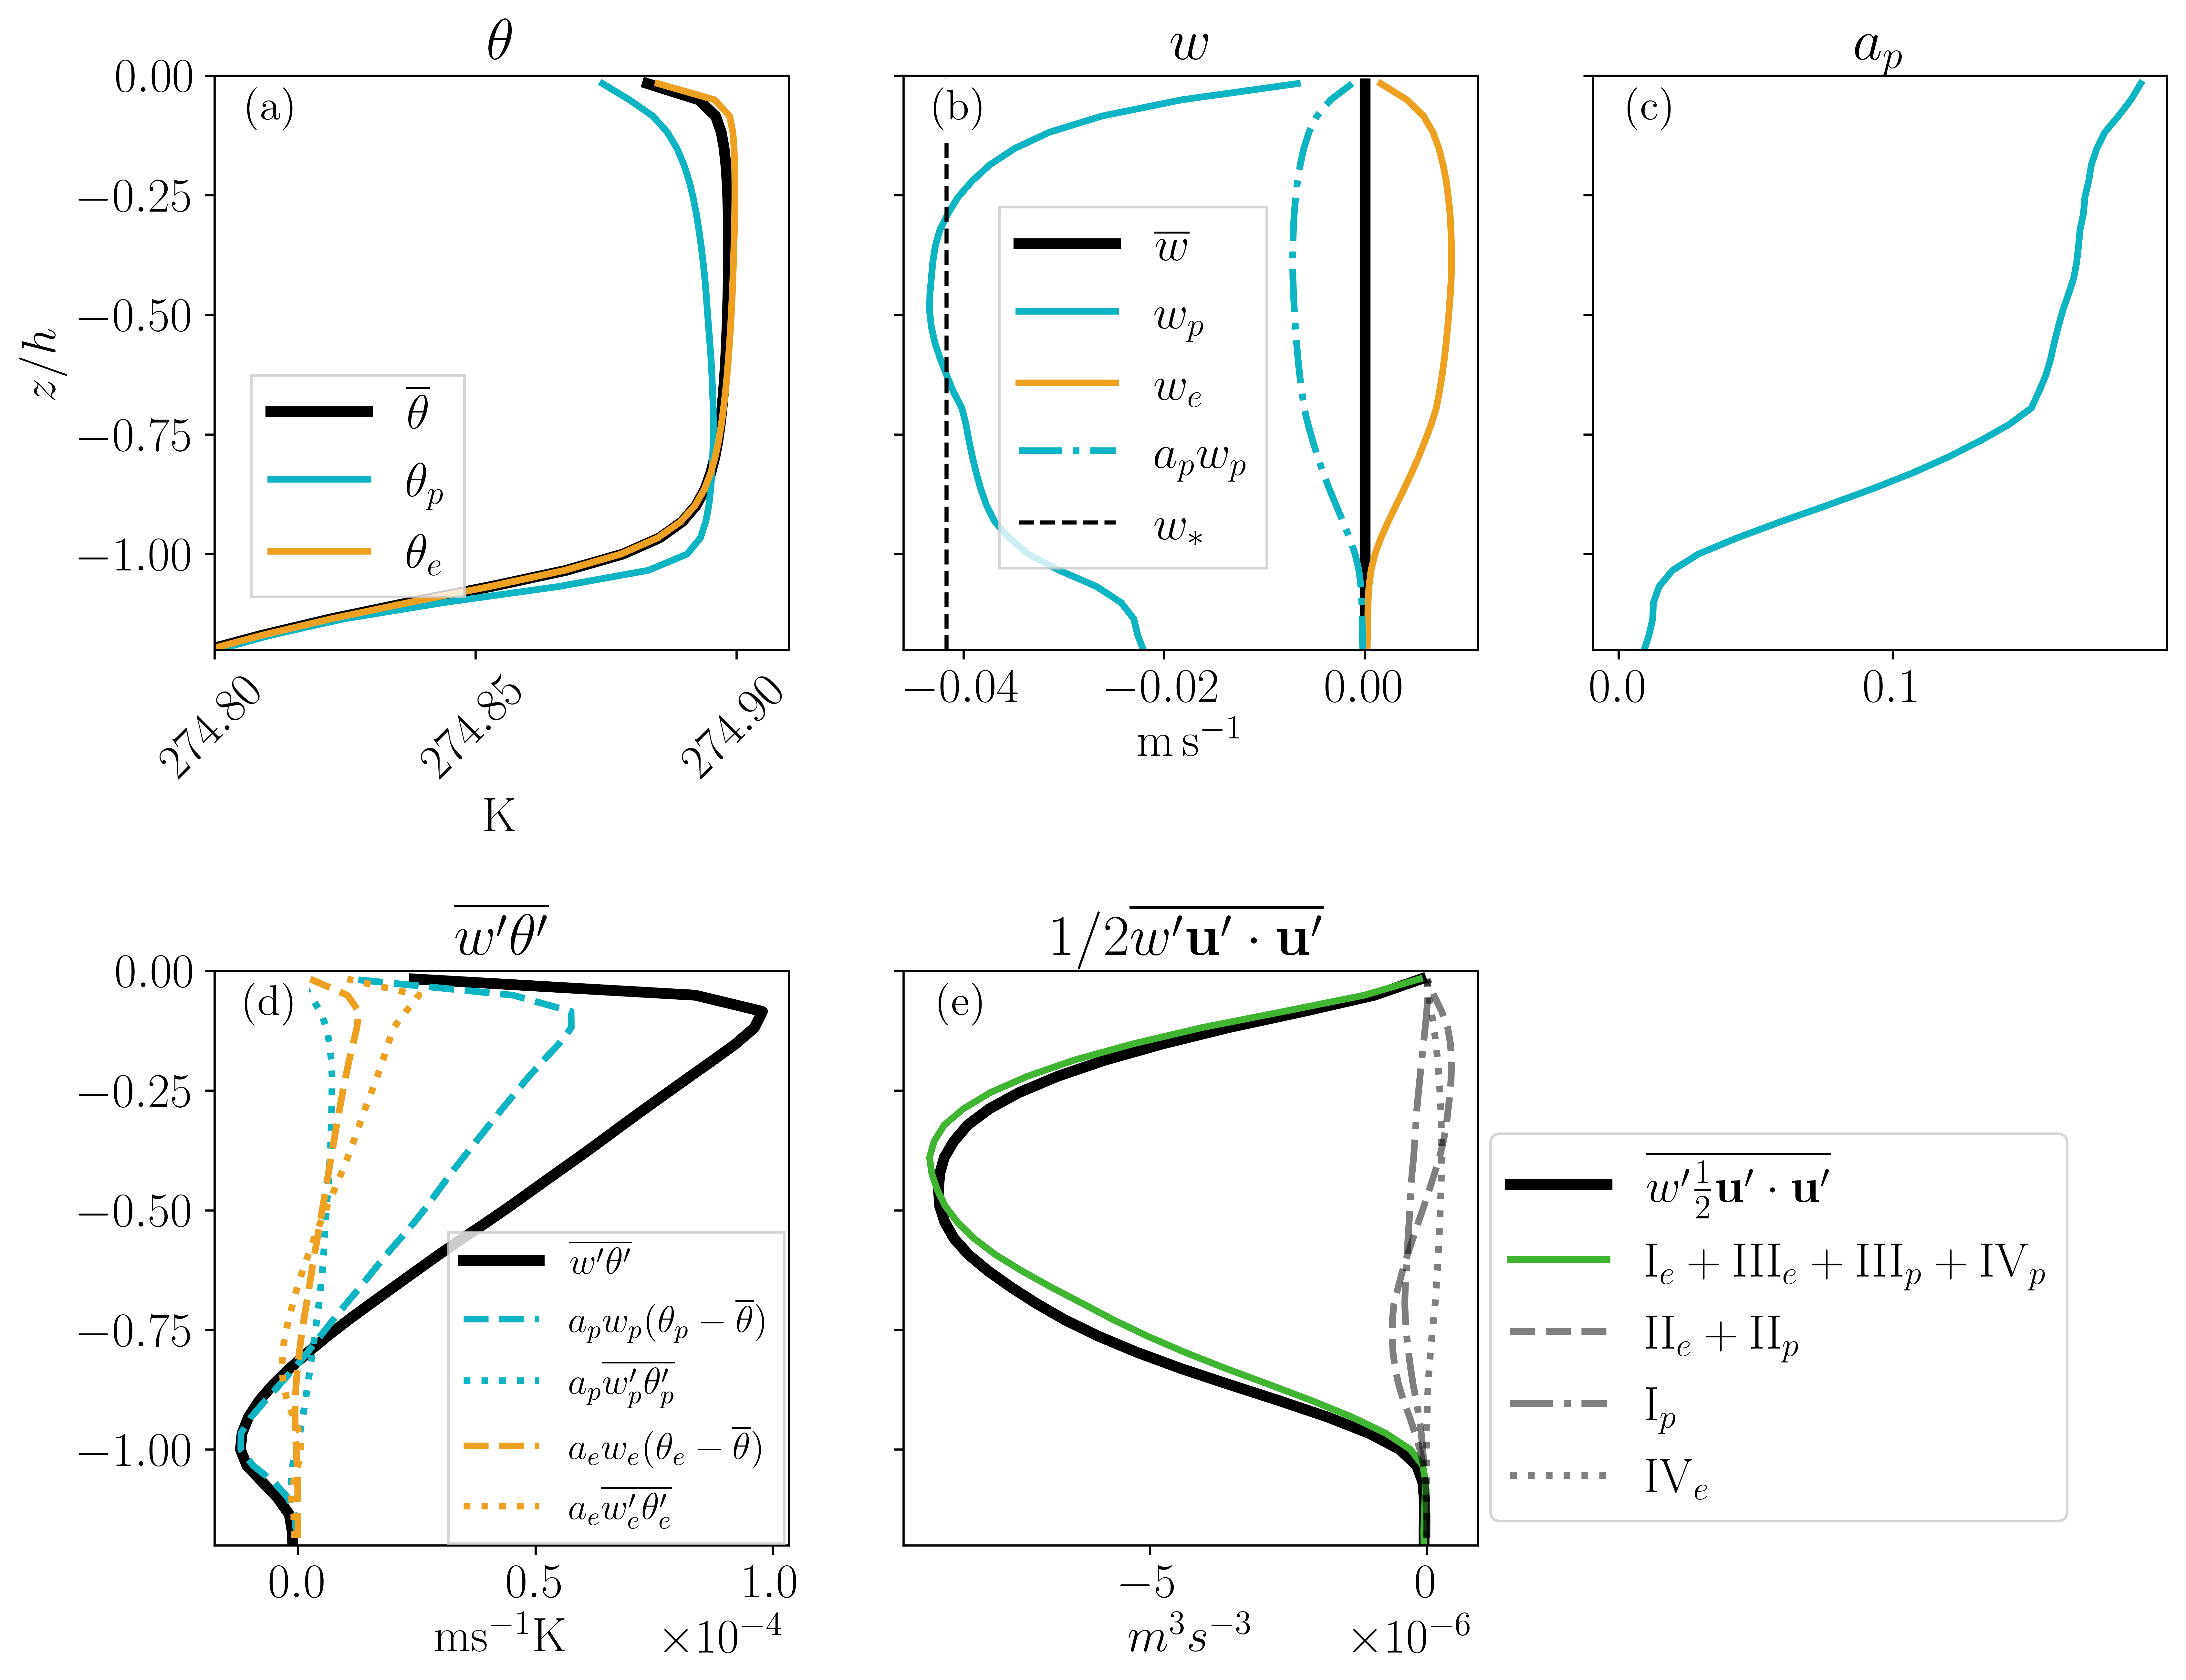 θ
w
a_p
(a)
(b)
(c)
0.00
−0.25
−0.50
−0.75
−1.00
z/h
θ̅
θ_p
θ_e
w̅
w_p
w_e
a_p w_p
w_*
274.80
274.85
274.90
K
−0.04
−0.02
0.00
m s⁻¹
0.0
0.1
w′θ′
1/2w′𝐮′ · 𝐮′
(d)
(e)
0.00
−0.25
−0.50
−0.75
−1.00
w′θ′
a_p w_p(θ_p − θ̅)
a_p w′_pθ′_p
a_e w_e(θ_e − θ̅)
a_e w′_eθ′_e
w′½𝐮′ · 𝐮′
I_e + III_e + III_p + IV_p
II_e + II_p
I_p
IV_e
0.0
0.5
1.0
ms⁻¹K
×10⁻⁴
−5
0
m³s⁻³
×10⁻⁶